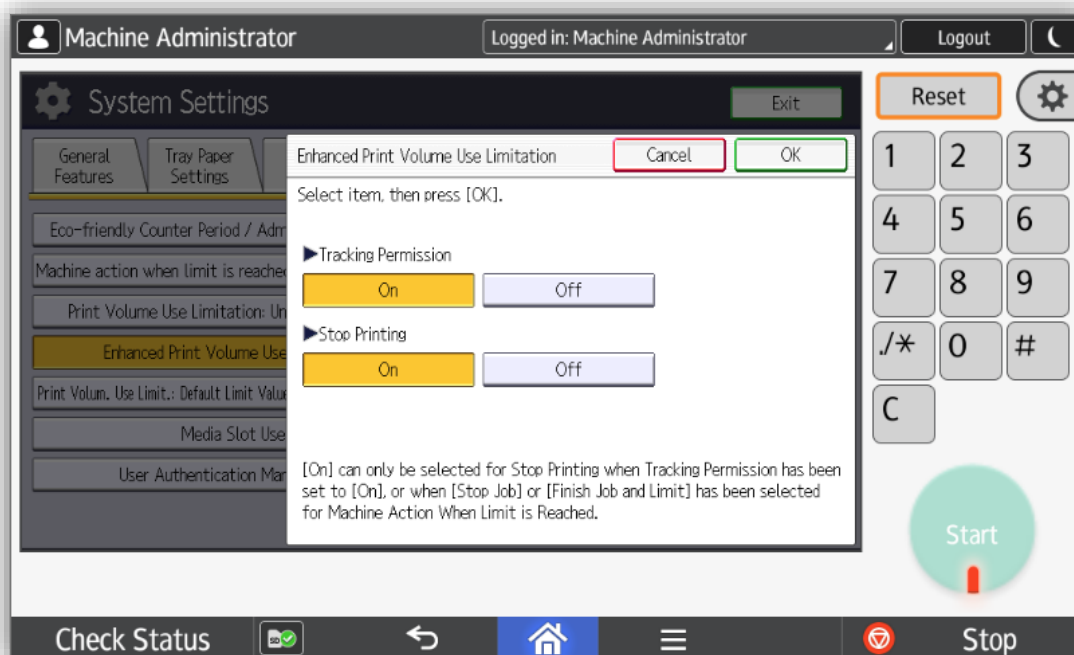 Machine Administrator
Logged in: Machine Administrator
Logout
System Settings
Exit
Reset
General
Features
Tray Paper
Settings
Enhanced Print Volume Use Limitation
Cancel
OK
Select item, then press [OK].
Eco-friendly Counter Period / Adm
▶Tracking Permission
Machine action when limit is reache
On
Off
Print Volume Use Limitation: Un
▶Stop Printing
Enhanced Print Volume Use
On
Off
Print Volum. Use Limit.: Default Limit Value
Media Slot Use
User Authentication Man
[On] can only be selected for Stop Printing when Tracking Permission has been
set to [On], or when [Stop Job] or [Finish Job and Limit] has been selected
for Machine Action When Limit is Reached.
1 2 3
4 5 6
7 8 9
./* 0 #
C
Start
Check Status
SD
Stop